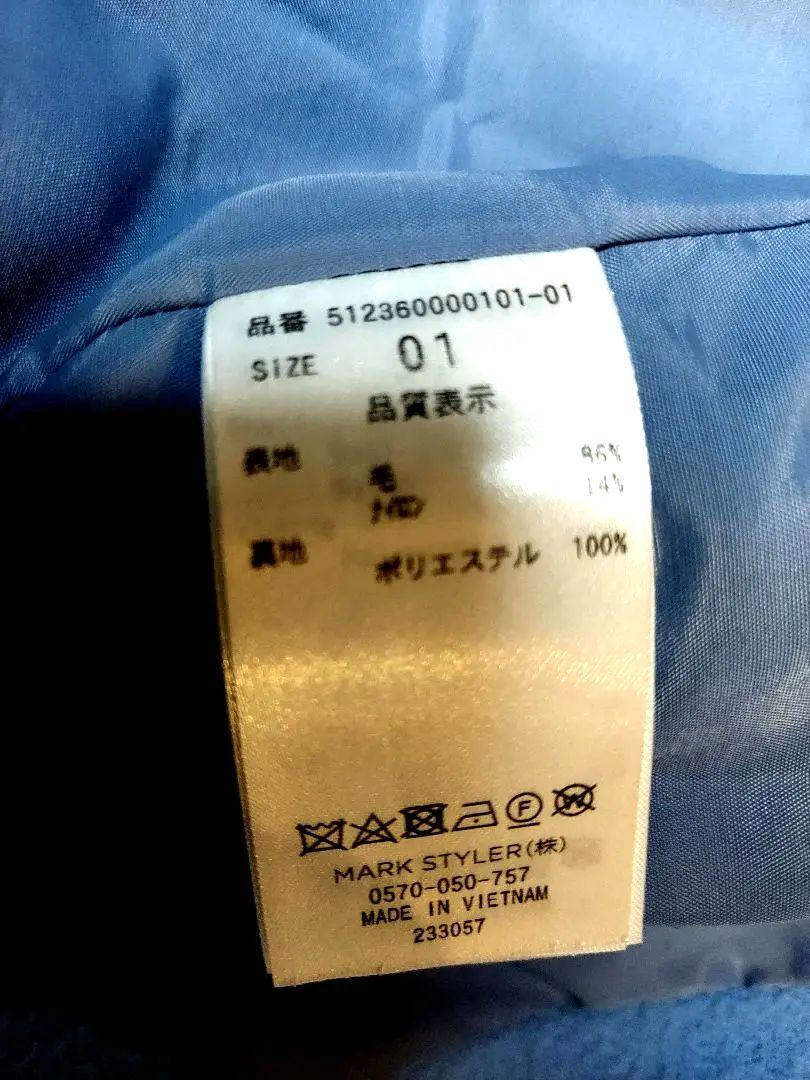 品番 512360000101-01
SIZE 01
品質表示
表地 毛 86%
ナイロン 14%
裏地 ポリエステル 100%
F
W
MARK STYLER(株)
0570-050-757
MADE IN VIETNAM
233057